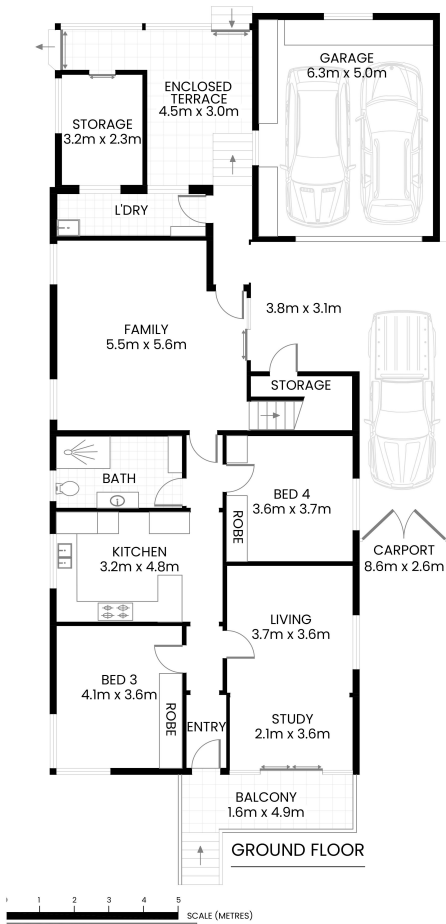 GARAGE
6.3m x 5.0m
ENCLOSED
TERRACE
4.5m x 3.0m
STORAGE
3.2m x 2.3m
L'DRY
3.8m x 3.1m
FAMILY
5.5m x 5.6m
STORAGE
BATH
BED 4
3.6m x 3.7m
ROBE
KITCHEN
3.2m x 4.8m
CARPORT
8.6m x 2.6m
LIVING
3.7m x 3.6m
BED 3
4.1m x 3.6m
ROBE
ENTRY
STUDY
2.1m x 3.6m
BALCONY
1.6m x 4.9m
GROUND FLOOR
0 1 2 3 4 5
SCALE (METRES)